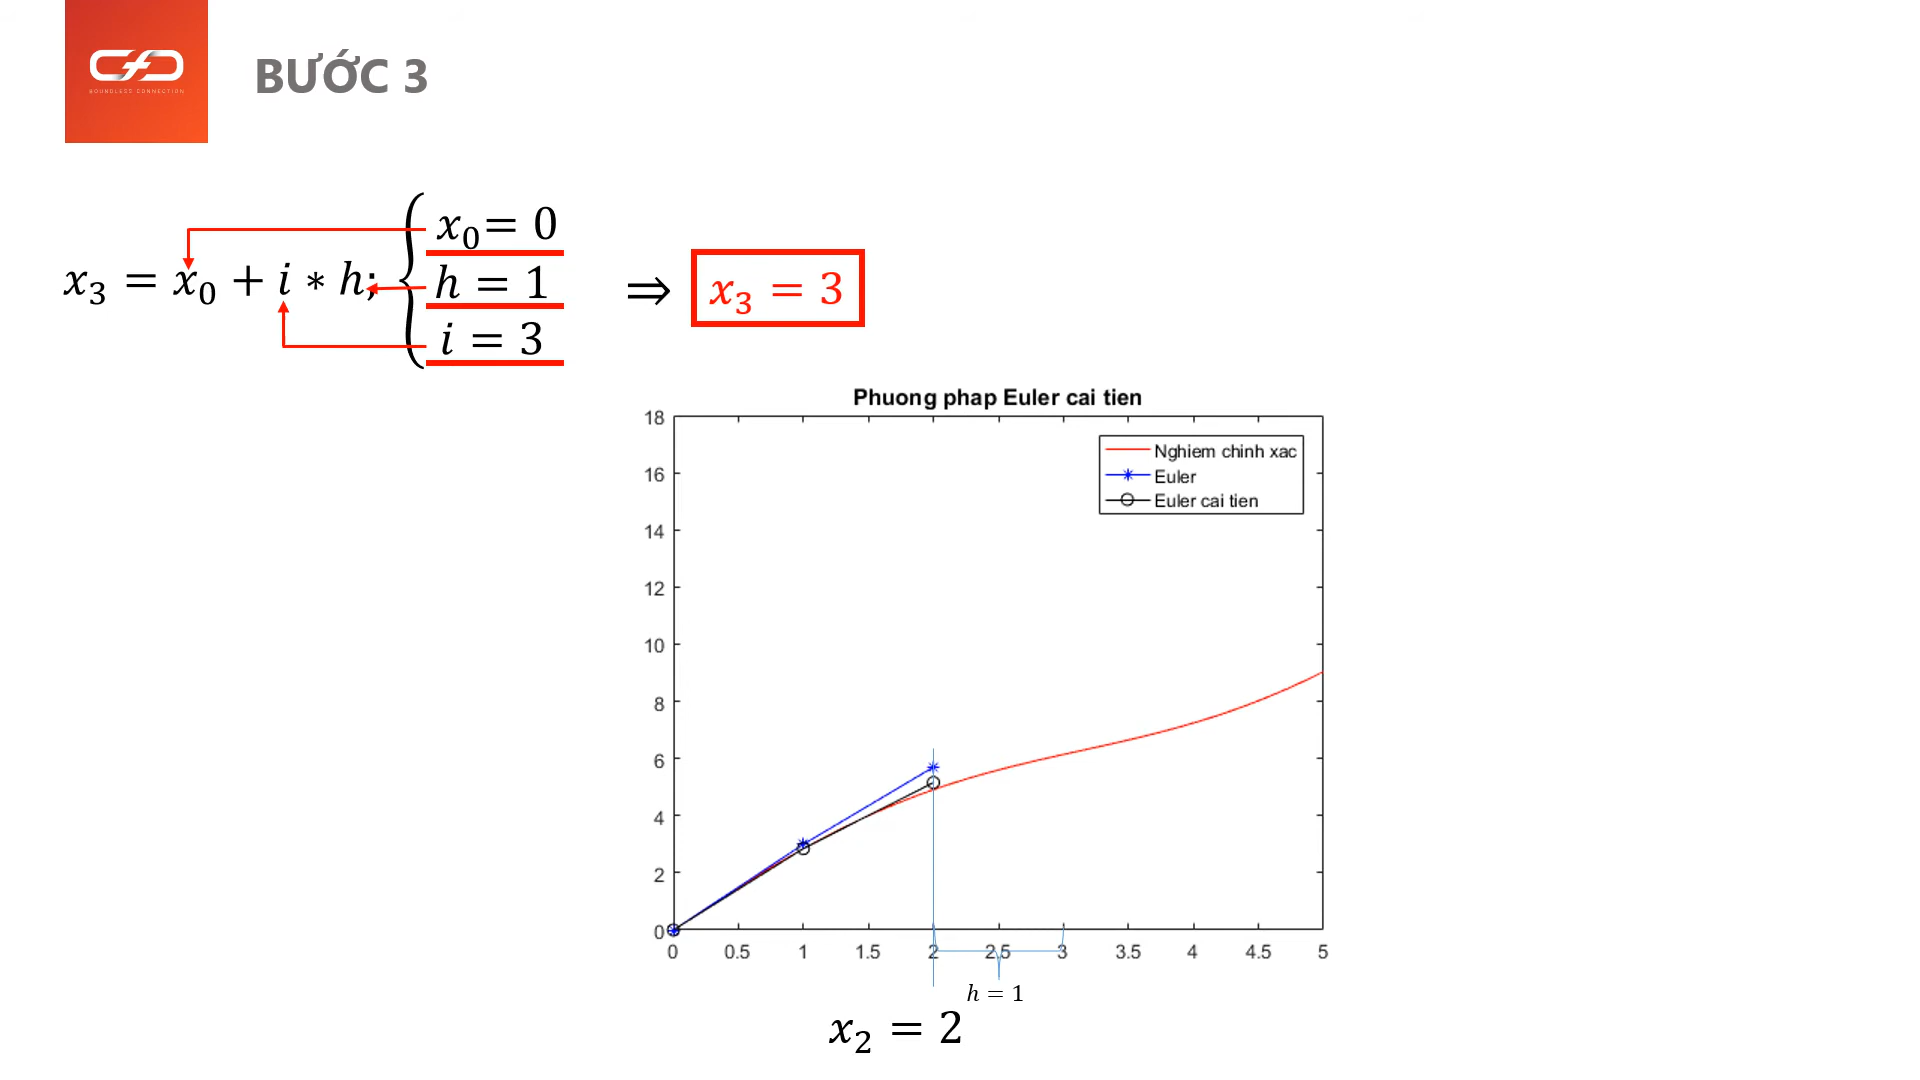 BOUNDLESS CONNECTION
BƯỚC 3
x₃ = x₀ + i ∗ h;
x₀ = 0
h = 1
i = 3
⇒ x₃ = 3
Phuong phap Euler cai tien
Nghiem chinh xac
Euler
Euler cai tien
18
16
14
12
10
8
6
4
2
0
0 0.5 1 1.5 2 2.5 3 3.5 4 4.5 5
h = 1
x₂ = 2